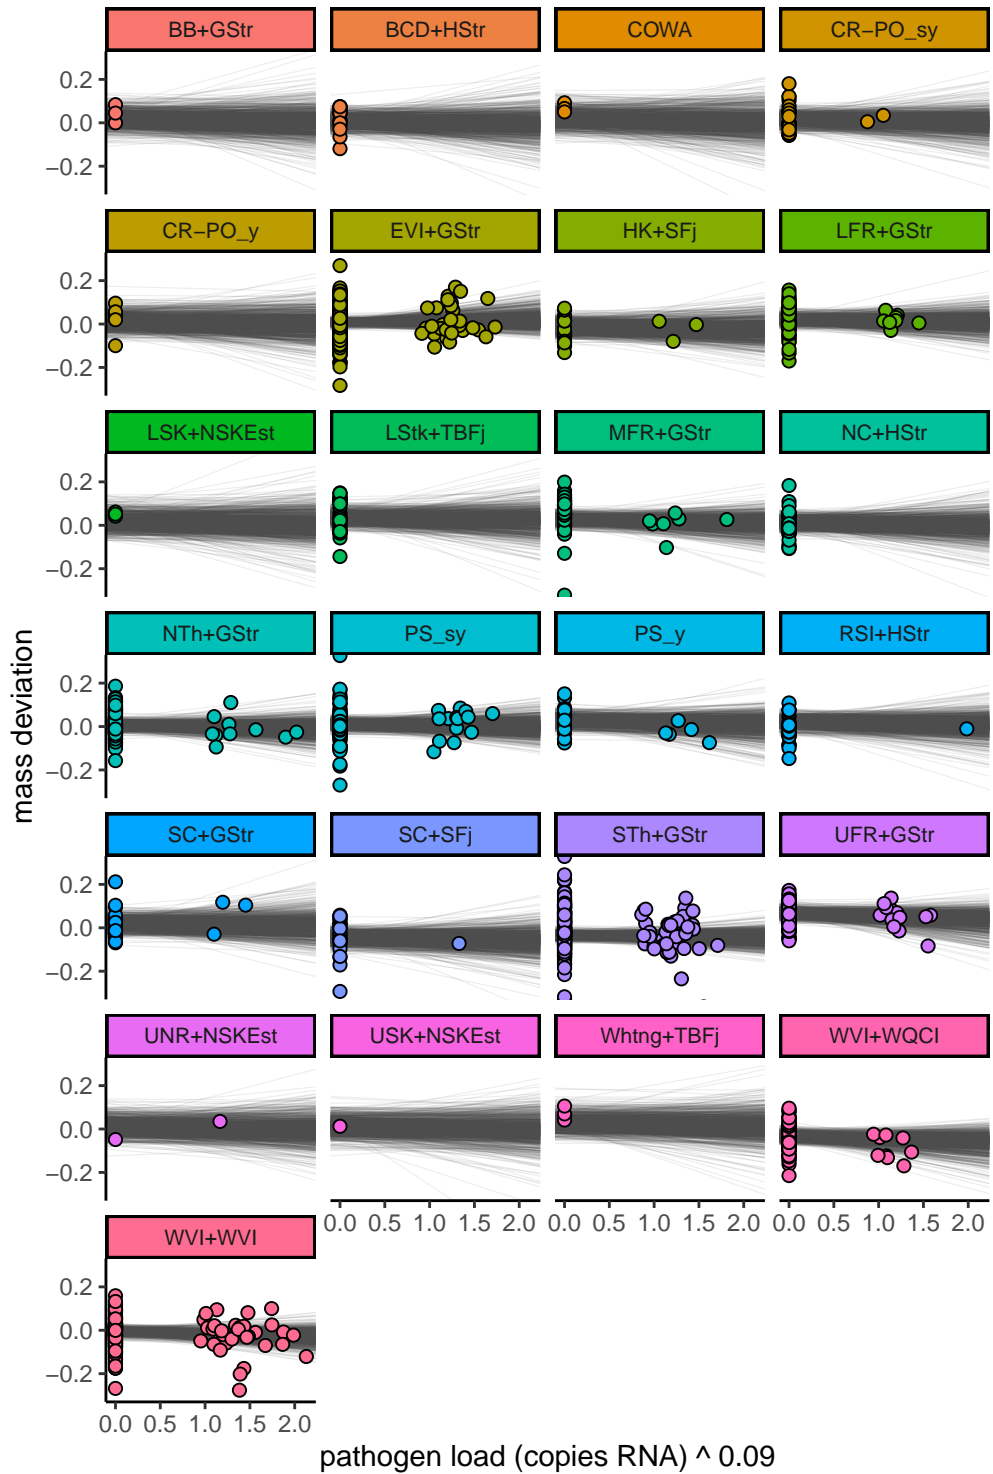 BB+GStr BCD+HStr COWA CR−PO_sy
0.2
0.0
−0.2
CR−PO_y EVI+GStr HK+SFj LFR+GStr
0.2
0.0
−0.2
LSK+NSKEst LStk+TBFj MFR+GStr NC+HStr
0.2
0.0
−0.2
NTh+GStr PS_sy PS_y RSI+HStr
0.2
0.0
−0.2
mass deviation
SC+GStr SC+SFj STh+GStr UFR+GStr
0.2
0.0
−0.2
UNR+NSKEst USK+NSKEst Whtng+TBFj WVI+WQCI
0.2
0.0
−0.2
0.0 0.5 1.0 1.5 2.0 0.0 0.5 1.0 1.5 2.0 0.0 0.5 1.0 1.5 2.0
WVI+WVI
0.2
0.0
−0.2
0.0 0.5 1.0 1.5 2.0
pathogen load (copies RNA) ^ 0.09